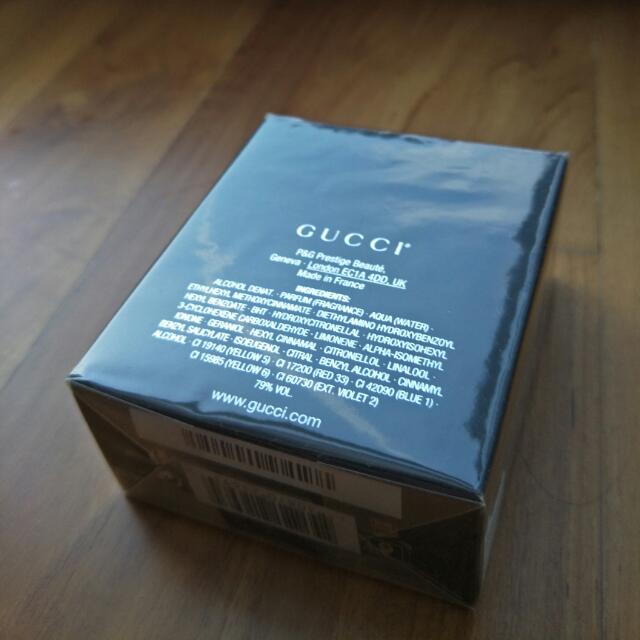 GUCCI
P&G Prestige Beauté,
Geneva - London EC1A 4DD, UK
Made in France
INGREDIENTS:
ALCOHOL DENAT. · PARFUM (FRAGRANCE) · AQUA (WATER) ·
ETHYLHEXYL METHOXYCINNAMATE · DIETHYLAMINO HYDROXYBENZOYL
HEXYL BENZOATE · BHT · HYDROXYCITRONELLAL · HYDROXYISOHEXYL
3-CYCLOHEXENE CARBOXALDEHYDE · LIMONENE · ALPHA-ISOMETHYL
IONONE · GERANIOL · HEXYL CINNAMAL · CITRONELLOL · LINALOOL ·
BENZYL SALICYLATE · ISOEUGENOL · CITRAL · BENZYL ALCOHOL · CINNAMYL
ALCOHOL · CI 19140 (YELLOW 5) · CI 17200 (RED 33) · CI 42090 (BLUE 1) ·
CI 15985 (YELLOW 6) · CI 60730 (EXT. VIOLET 2)
79% VOL.
www.gucci.com